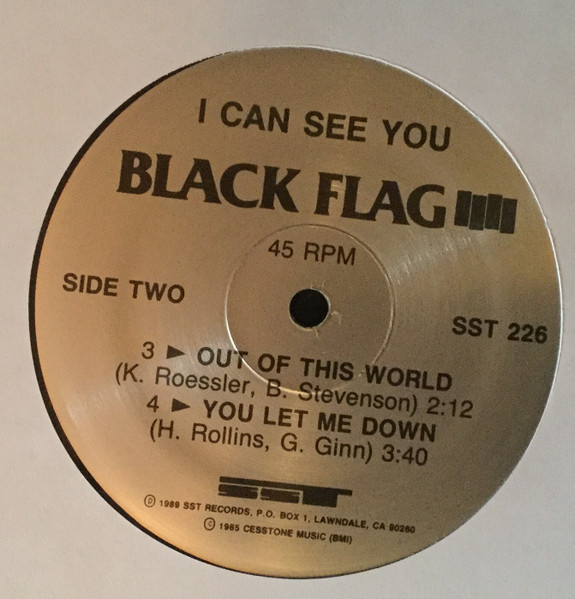 I CAN SEE YOU
BLACK FLAG
45 RPM
SIDE TWO
SST 226
3 ► OUT OF THIS WORLD
(K. Roessler, B. Stevenson) 2:12
4 ► YOU LET ME DOWN
(H. Rollins, G. Ginn) 3:40
SST
℗ 1989 SST RECORDS, P.O. BOX 1, LAWNDALE, CA 90260
© 1985 CESSTONE MUSIC (BMI)